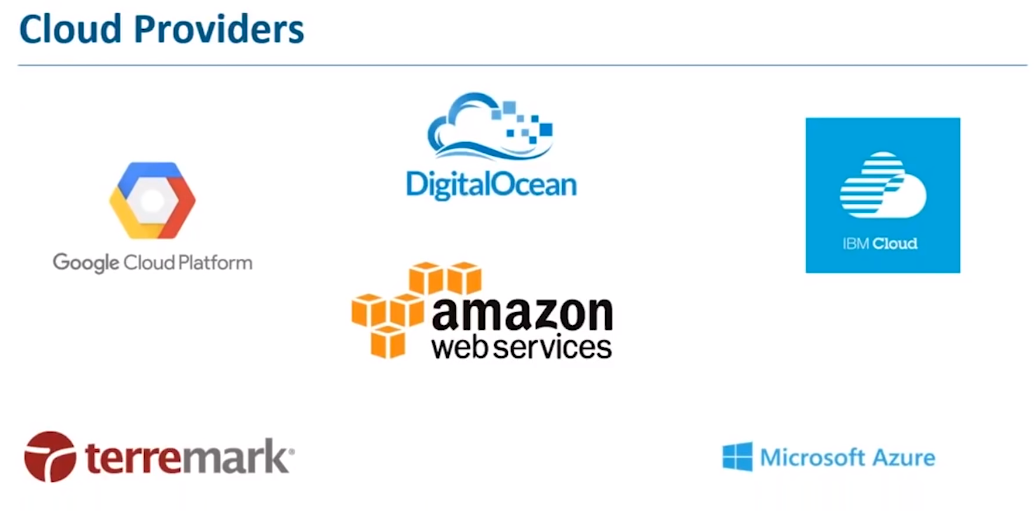 Cloud Providers
DigitalOcean
IBM Cloud
Google Cloud Platform
amazon
web services
terremark®
Microsoft Azure